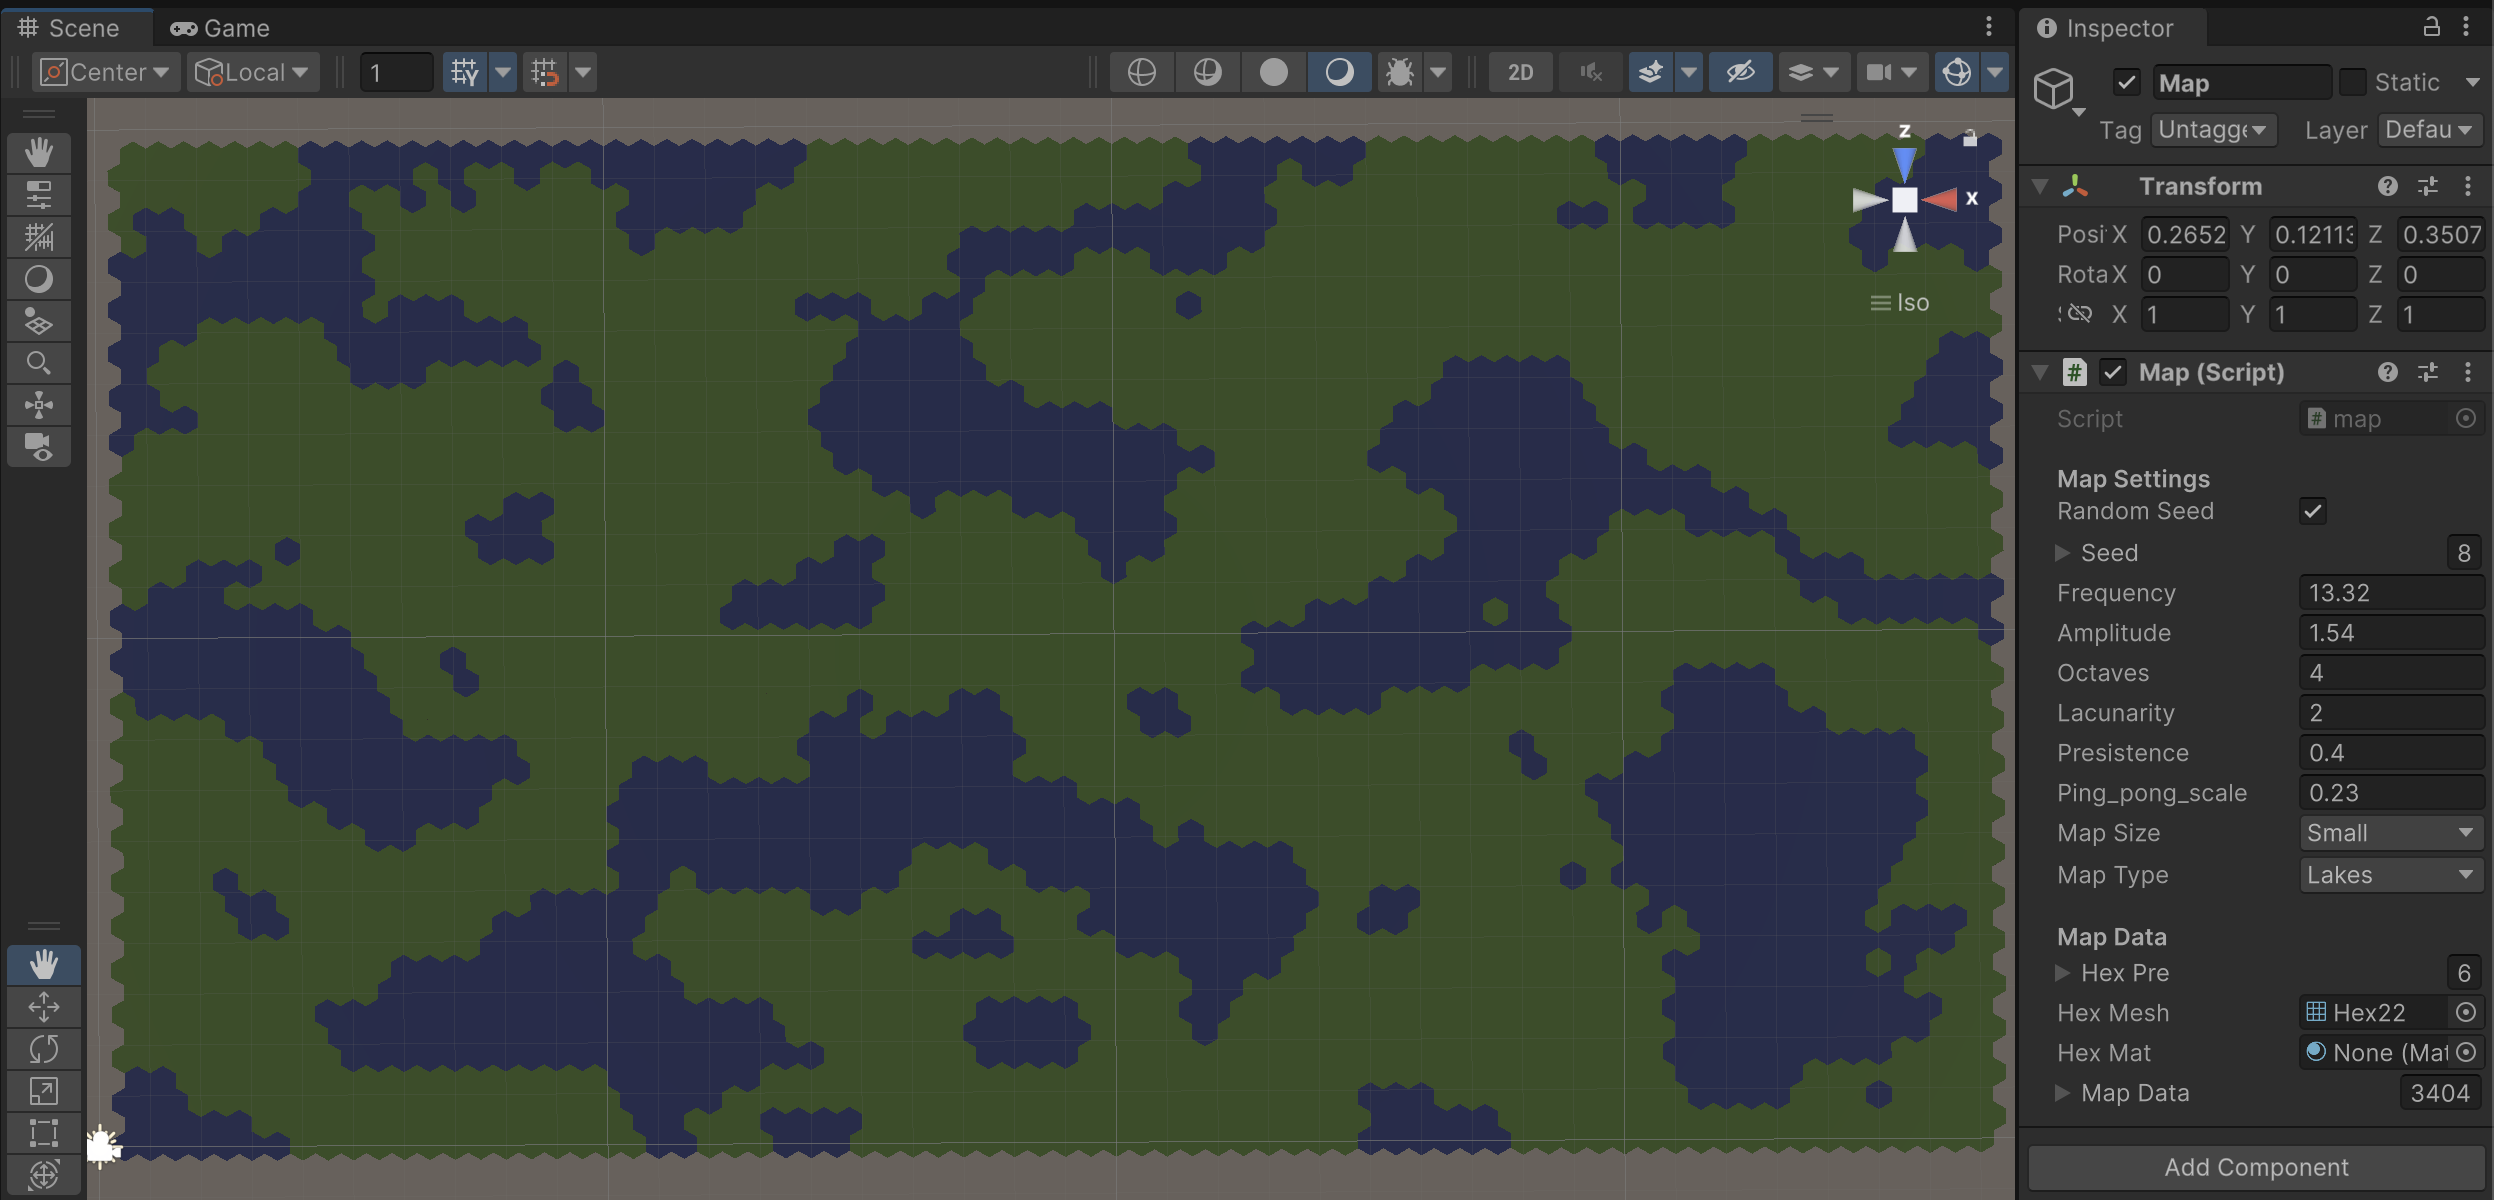 Scene
Game
Center
Local
1
2D
z
x
Iso
Inspector
Map
Static
Tag
Untagge
Layer
Defau
Transform
Posi X 0.2652 Y 0.1211 Z 0.3507
Rota X 0 Y 0 Z 0
X 1 Y 1 Z 1
# Map (Script)
Script # map
Map Settings
Random Seed
Seed 8
Frequency 13.32
Amplitude 1.54
Octaves 4
Lacunarity 2
Presistence 0.4
Ping_pong_scale 0.23
Map Size Small
Map Type Lakes
Map Data
Hex Pre 6
Hex Mesh Hex22
Hex Mat None (Mat
Map Data 3404
Add Component